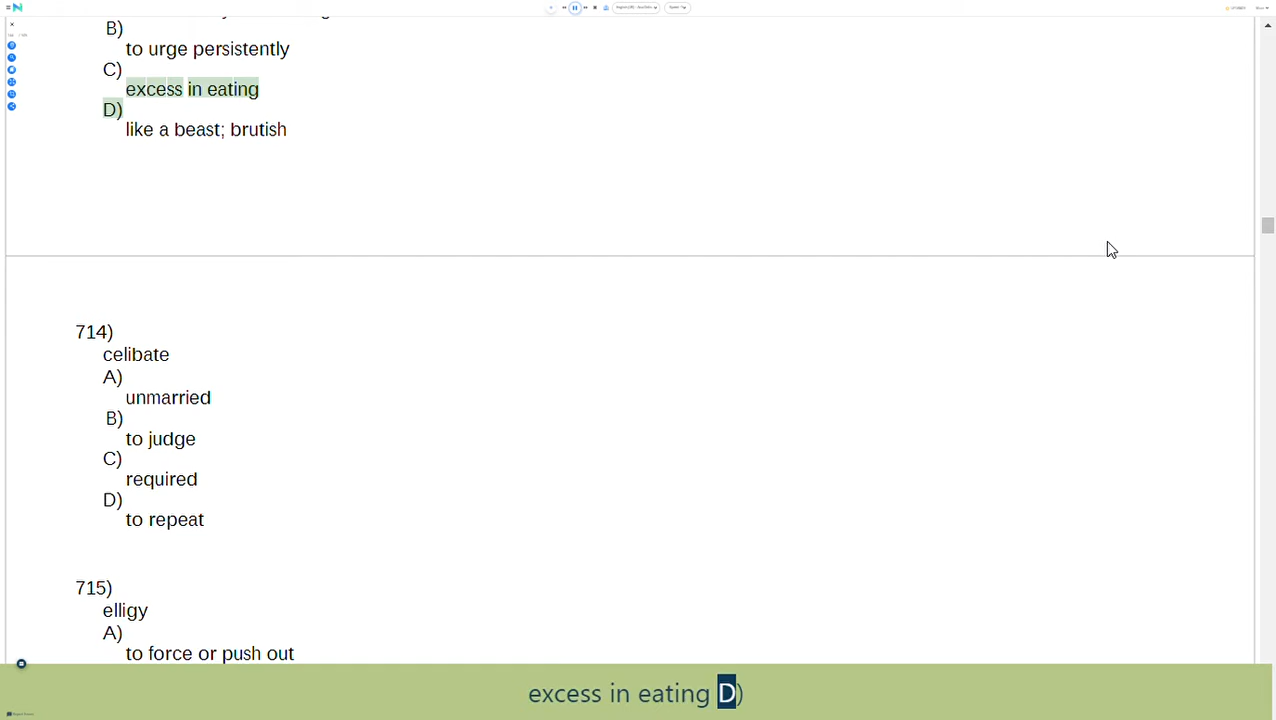 B)
to urge persistently
C)
excess in eating
D)
like a beast; brutish
714)
celibate
A)
unmarried
B)
to judge
C)
required
D)
to repeat
715)
elligy
A)
to force or push out
excess in eating D)